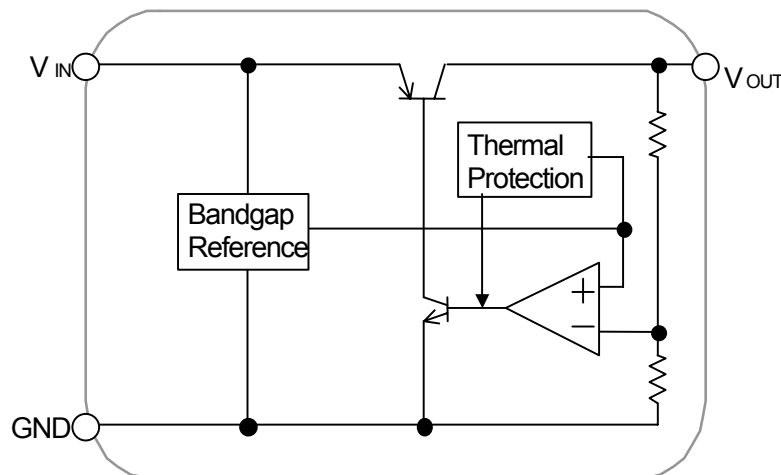 V IN
V OUT
Thermal
Protection
Bandgap
Reference
+
−
GND